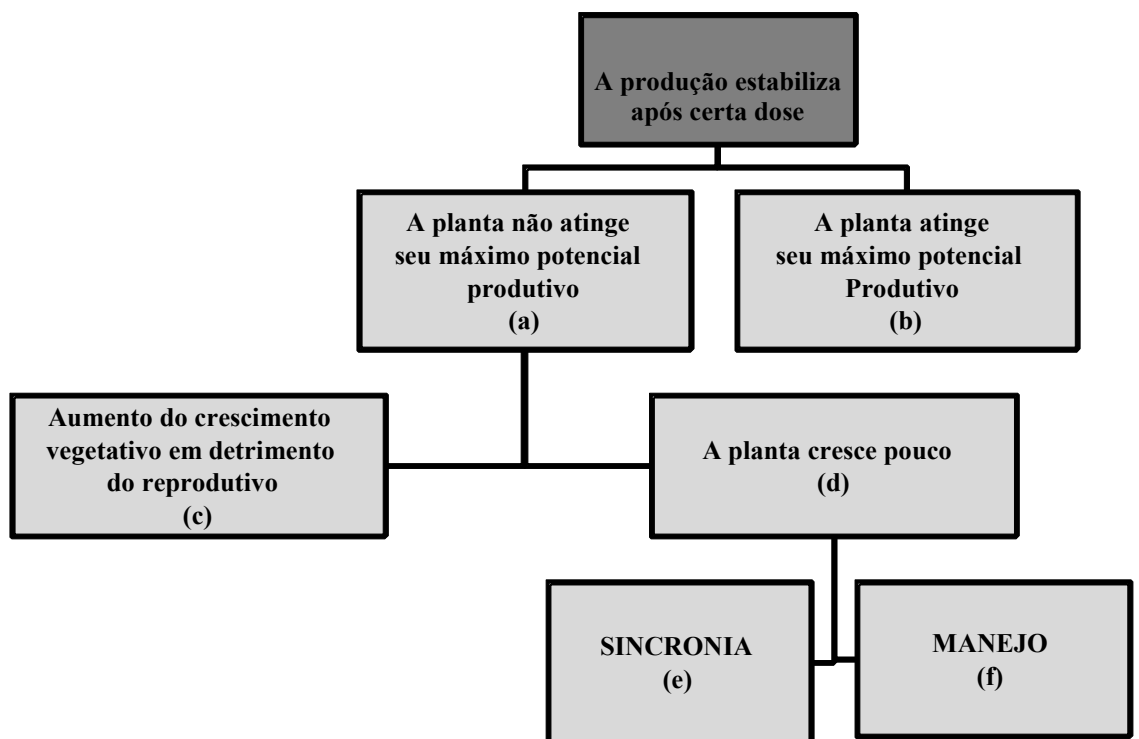 A produção estabiliza
após certa dose
A planta não atinge
seu máximo potencial
produtivo
(a)
A planta atinge
seu máximo potencial
Produtivo
(b)
Aumento do crescimento
vegetativo em detrimento
do reprodutivo
(c)
A planta cresce pouco
(d)
SINCRONIA
(e)
MANEJO
(f)